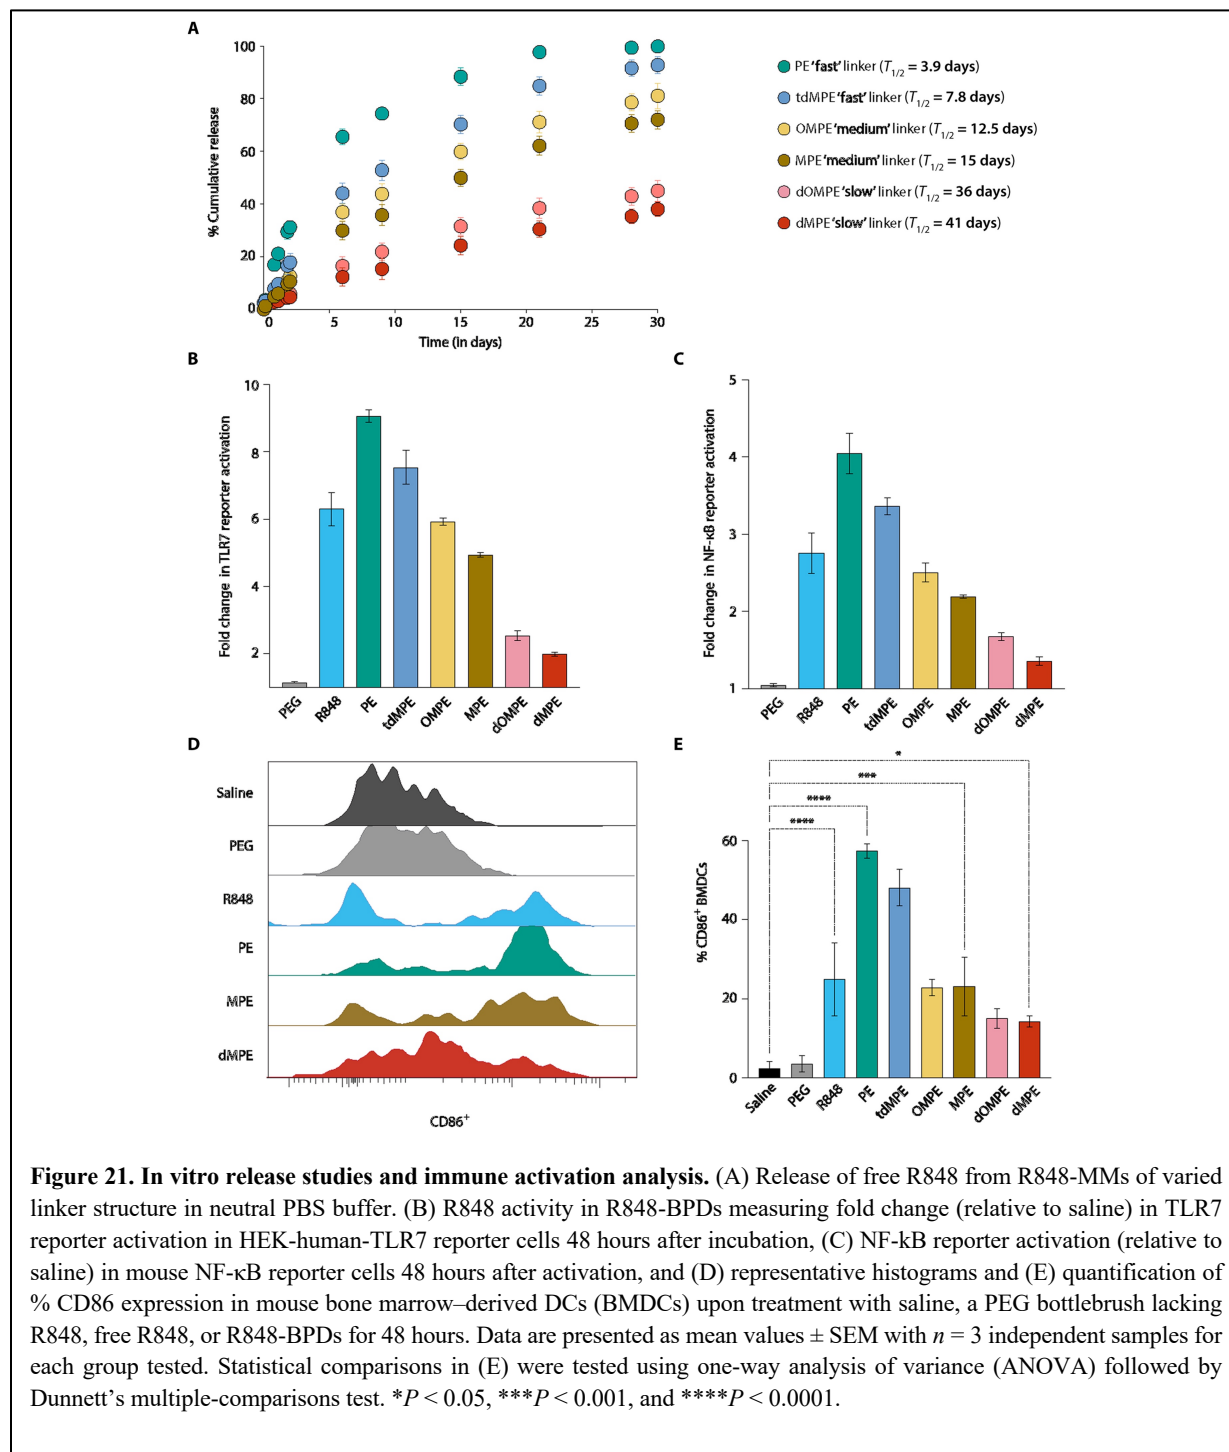 A
100
80
60
40
20
0
% Cumulative release
0 5 10 15 20 25 30
Time (in days)
PE 'fast' linker (T1/2 = 3.9 days)
tdMPE 'fast' linker (T1/2 = 7.8 days)
OMPE 'medium' linker (T1/2 = 12.5 days)
MPE 'medium' linker (T1/2 = 15 days)
dOMPE 'slow' linker (T1/2 = 36 days)
dMPE 'slow' linker (T1/2 = 41 days)
B
10
8
6
4
2
Fold change in TLR7 reporter activation
PEG R848 PE tdMPE OMPE MPE dOMPE dMPE
C
5
4
3
2
1
Fold change in NF-κB reporter activation
PEG R848 PE tdMPE OMPE MPE dOMPE dMPE
D
Saline
PEG
R848
PE
MPE
dMPE
CD86+
E
*
***
****
****
60
40
20
0
% CD86+ BMDCs
Saline PEG R848 PE tdMPE OMPE MPE dOMPE dMPE
Figure 21. In vitro release studies and immune activation analysis. (A) Release of free R848 from R848-MMs of varied
linker structure in neutral PBS buffer. (B) R848 activity in R848-BPDs measuring fold change (relative to saline) in TLR7
reporter activation in HEK-human-TLR7 reporter cells 48 hours after incubation, (C) NF-kB reporter activation (relative to
saline) in mouse NF-κB reporter cells 48 hours after activation, and (D) representative histograms and (E) quantification of
% CD86 expression in mouse bone marrow–derived DCs (BMDCs) upon treatment with saline, a PEG bottlebrush lacking
R848, free R848, or R848-BPDs for 48 hours. Data are presented as mean values ± SEM with n = 3 independent samples for
each group tested. Statistical comparisons in (E) were tested using one-way analysis of variance (ANOVA) followed by
Dunnett's multiple-comparisons test. *P < 0.05, ***P < 0.001, and ****P < 0.0001.